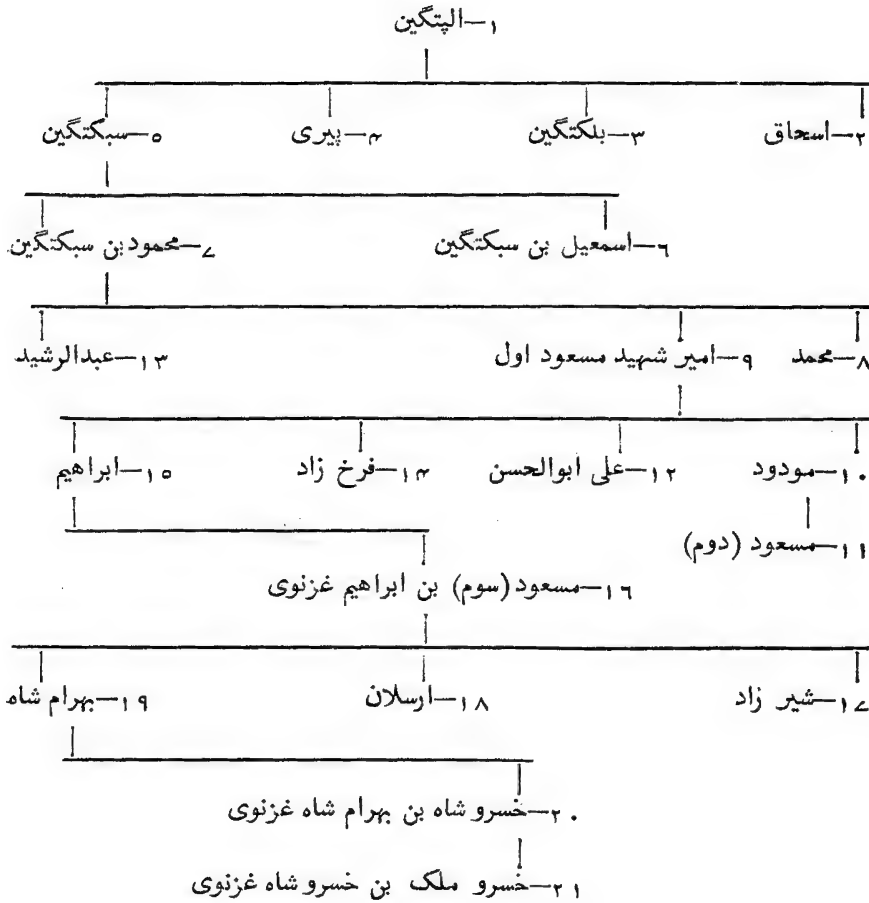 ۱—الپتگین
۲—اسحاق ۳—بلکتگین ۴—پیری ۵—سبکتگین
۶—اسمعیل بن سبکتگین ۷—محمود بن سبکتگین
۸—محمد ۹—امیر شہید مسعود اول ۱۳—عبدالرشید
۱۰—مودود ۱۲—علی ابوالحسن ۱۴—فرخ زاد ۱۵—ابراهیم
۱۱—مسعود (دوم)
۱۶—مسعود (سوم) بن ابراهیم غزنوی
۱۷—شیر زاد ۱۸—ارسلان ۱۹—بہرام شاه
۲۰—خسرو شاه بن بہرام شاه غزنوی
۲۱—خسرو ملک بن خسرو شاه غزنوی